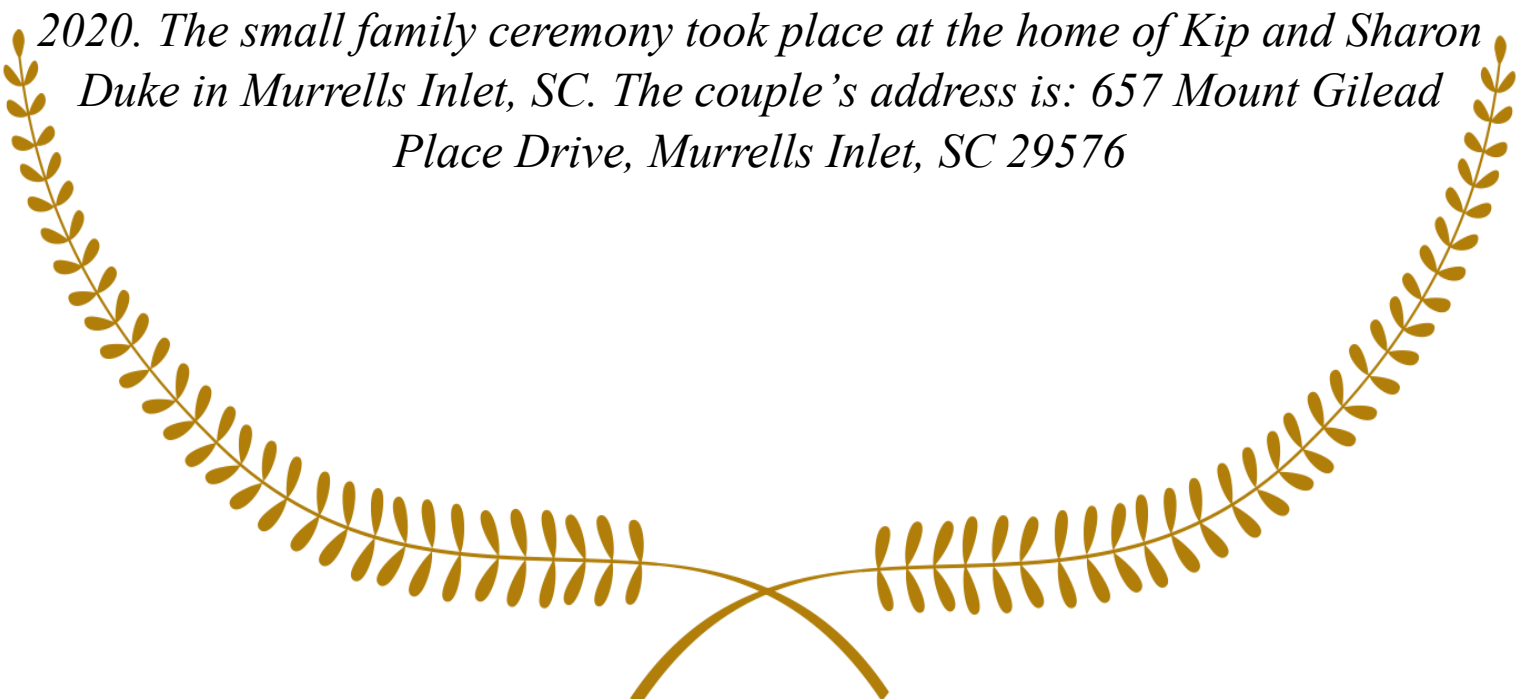 2020. The small family ceremony took place at the home of Kip and Sharon
Duke in Murrells Inlet, SC. The couple’s address is: 657 Mount Gilead
Place Drive, Murrells Inlet, SC 29576